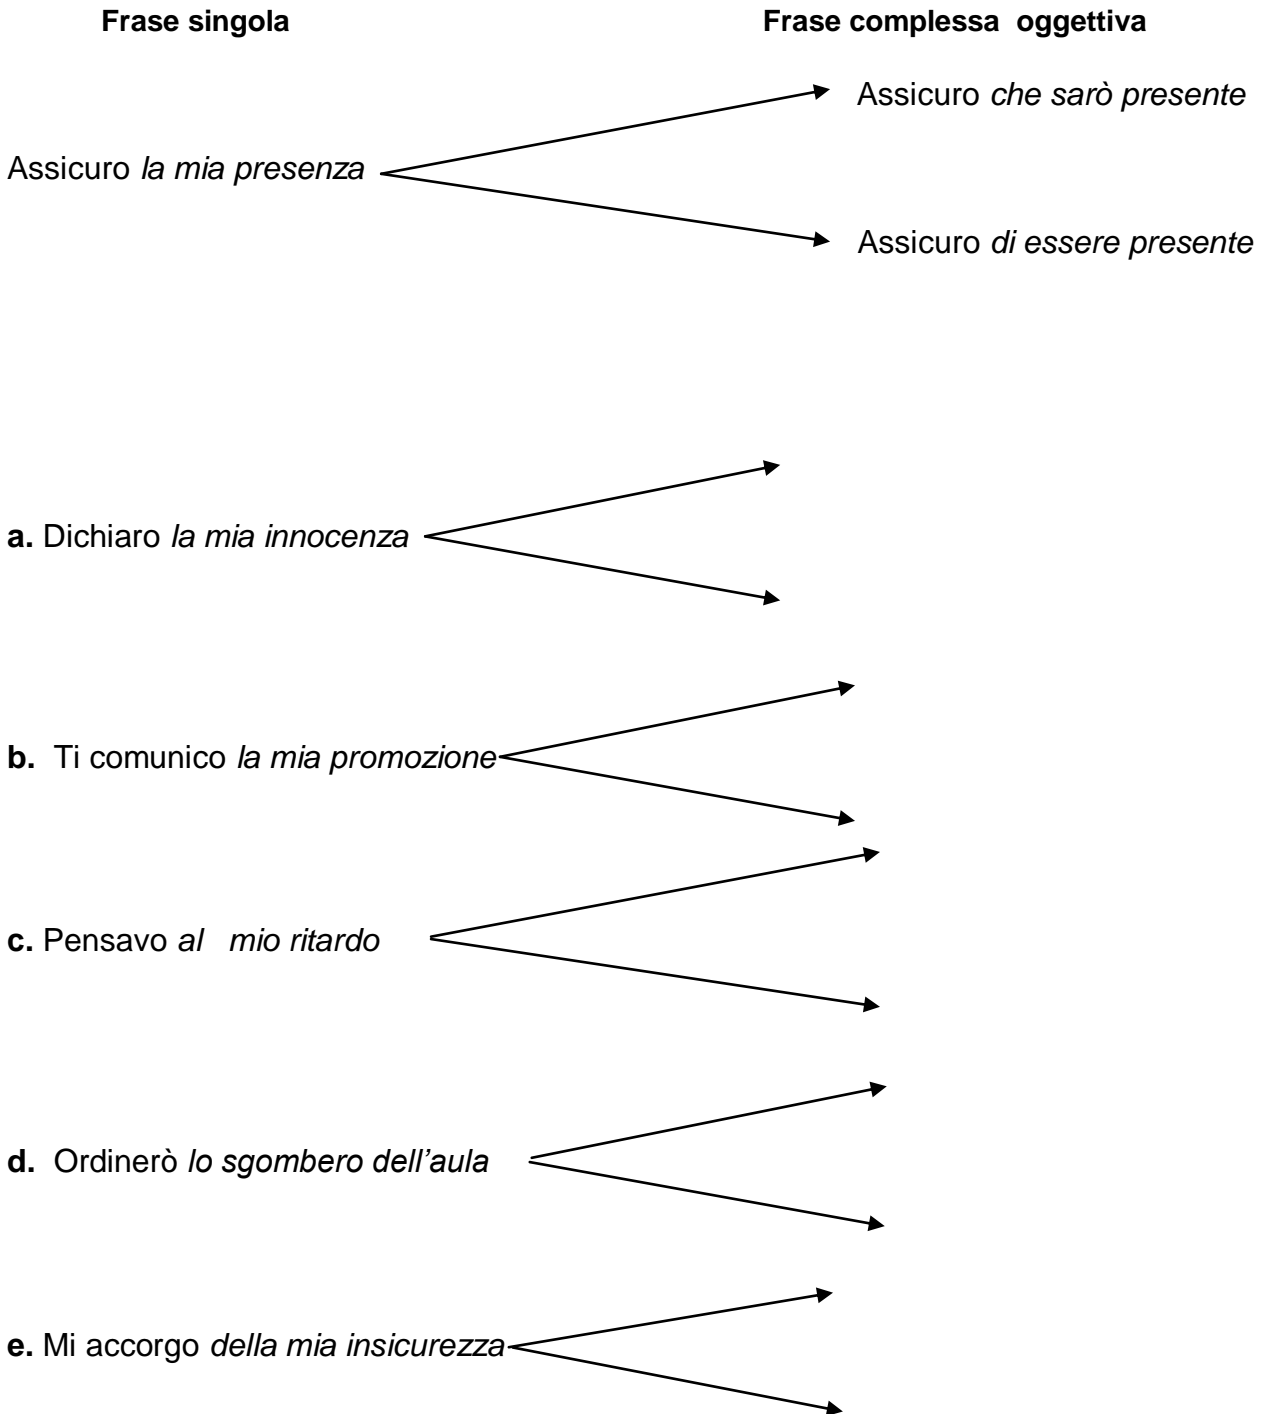 Frase singola Frase complessa oggettiva
Assicuro che sarò presente
Assicuro la mia presenza
Assicuro di essere presente
a. Dichiaro la mia innocenza
b. Ti comunico la mia promozione
c. Pensavo al mio ritardo
d. Ordinerò lo sgombero dell’aula
e. Mi accorgo della mia insicurezza